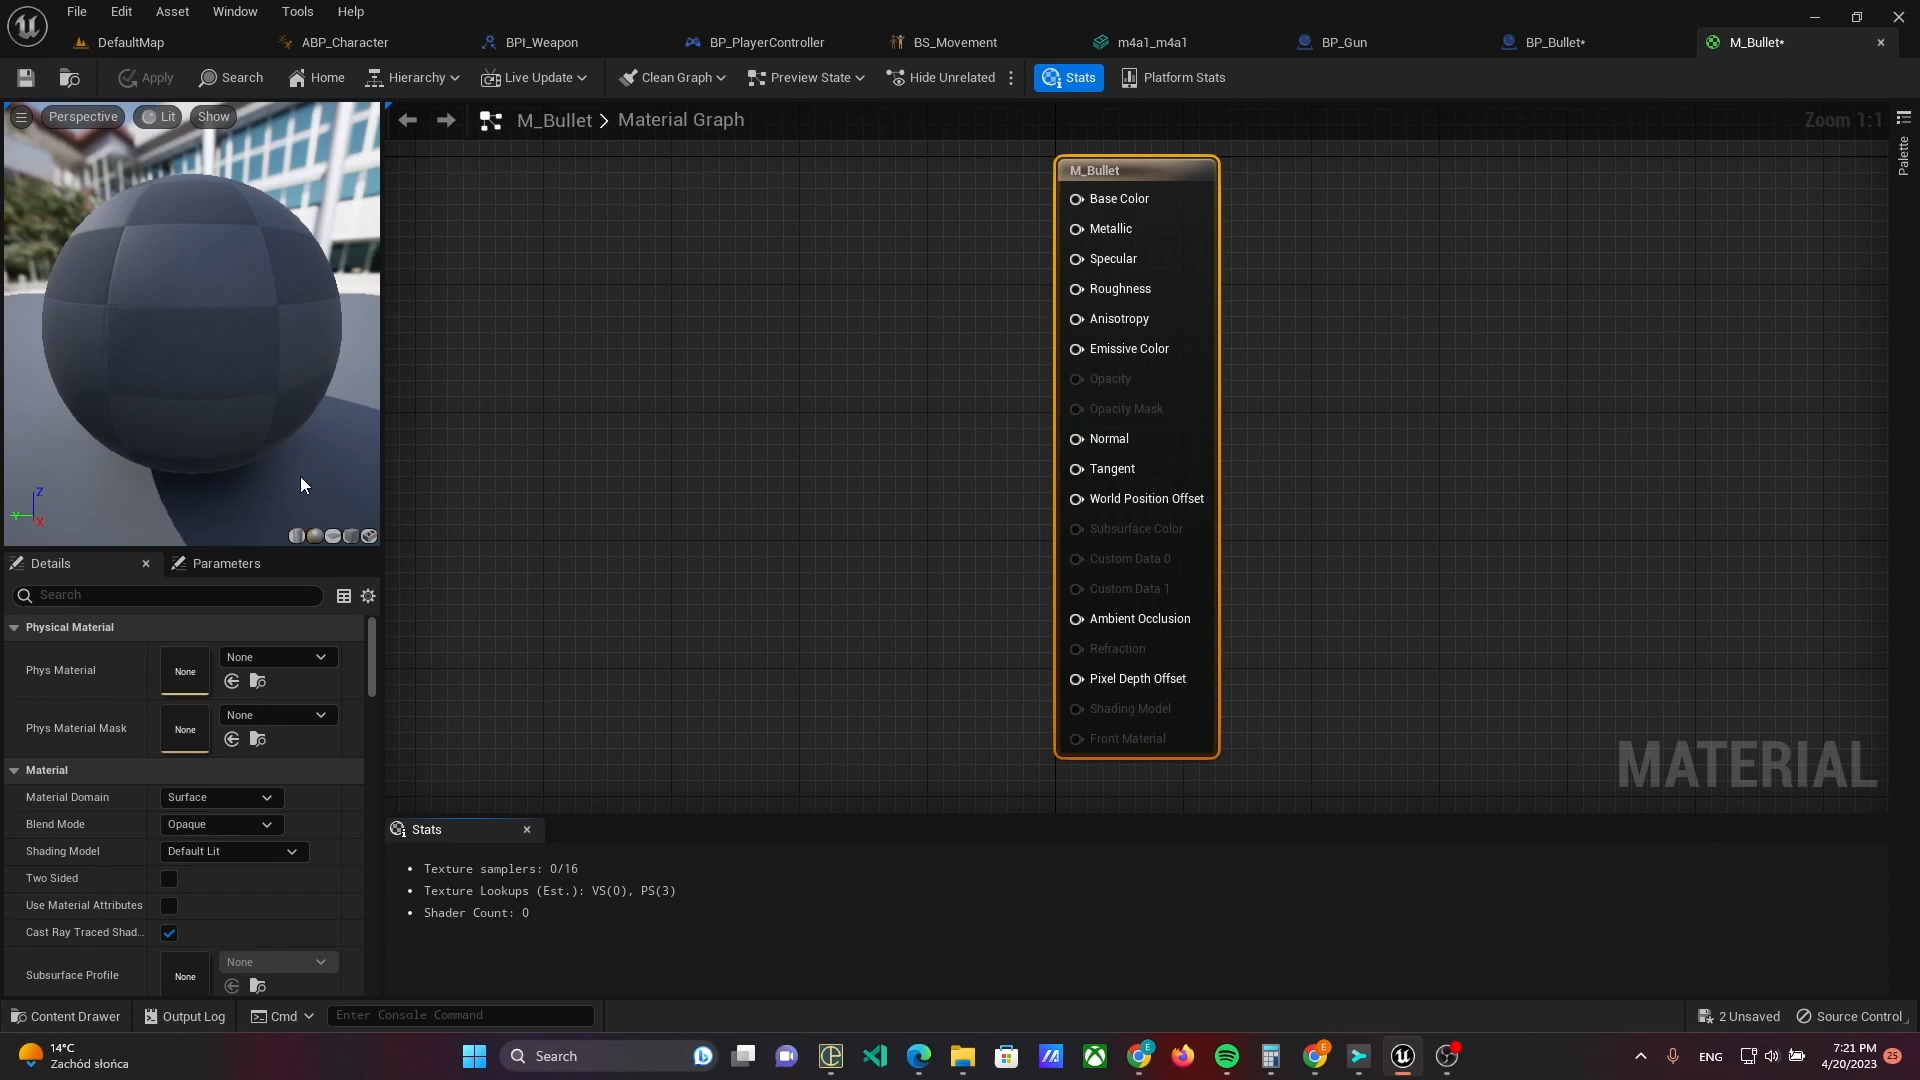 File Edit Asset Window Tools Help
DefaultMap ABP_Character BPI_Weapon BP_PlayerController BS_Movement m4a1_m4a1 BP_Gun BP_Bullet* M_Bullet*
Apply Search Home Hierarchy Live Update Clean Graph Preview State Hide Unrelated Stats Platform Stats
Perspective Lit Show
M_Bullet > Material Graph
Zoom 1:1
Palette
M_Bullet
Base Color
Metallic
Specular
Roughness
Anisotropy
Emissive Color
Opacity
Opacity Mask
Normal
Tangent
World Position Offset
Subsurface Color
Custom Data 0
Custom Data 1
Ambient Occlusion
Refraction
Pixel Depth Offset
Shading Model
Front Material
MATERIAL
Z
Y
X
Details Parameters
Search
Physical Material
Phys Material None None
Phys Material Mask None None
Material
Material Domain Surface
Blend Mode Opaque
Shading Model Default Lit
Two Sided
Use Material Attributes
Cast Ray Traced Shad...
Subsurface Profile None None
Stats
• Texture samplers: 0/16
• Texture Lookups (Est.): VS(0), PS(3)
• Shader Count: 0
Content Drawer Output Log Cmd Enter Console Command 2 Unsaved Source Control
14°C
Zachód słońca
Search
ENG
7:21 PM
4/20/2023
25